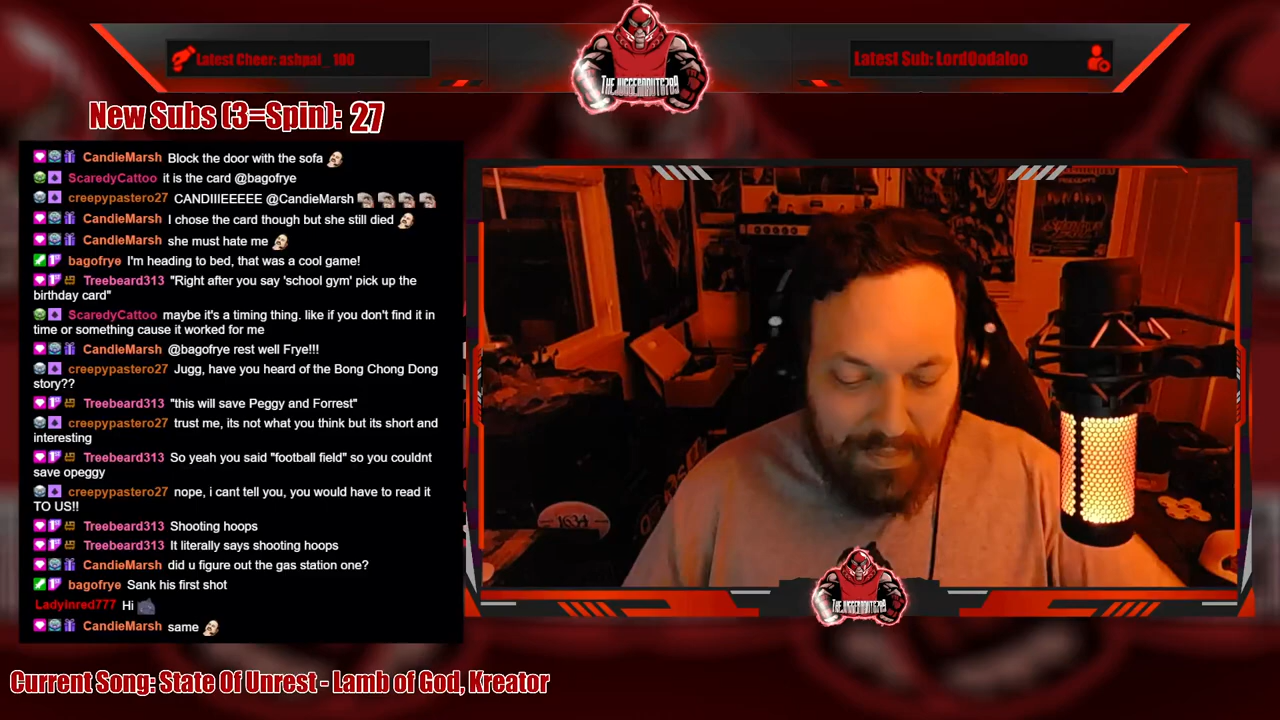 Latest Cheer: ashpai_ 100
THEJUGGERNAUT6789
Latest Sub: LordOodaloo
New Subs (3=Spin): 27
CandieMarsh Block the door with the sofa
ScaredyCattoo it is the card @bagofrye
creepypastero27 CANDIIIEEEEE @CandieMarsh
CandieMarsh I chose the card though but she still died
CandieMarsh she must hate me
bagofrye I'm heading to bed, that was a cool game!
Treebeard313 "Right after you say 'school gym' pick up the
birthday card"
ScaredyCattoo maybe it's a timing thing. like if you don't find it in
time or something cause it worked for me
CandieMarsh @bagofrye rest well Frye!!!
creepypastero27 Jugg, have you heard of the Bong Chong Dong
story??
Treebeard313 "this will save Peggy and Forrest"
creepypastero27 trust me, its not what you think but its short and
interesting
Treebeard313 So yeah you said "football field" so you couldnt
save opeggy
creepypastero27 nope, i cant tell you, you would have to read it
TO US!!
Treebeard313 Shooting hoops
Treebeard313 It literally says shooting hoops
CandieMarsh did u figure out the gas station one?
bagofrye Sank his first shot
Ladyinred777 Hi
CandieMarsh same
1634
THEJUGGERNAUT6789
Current Song: State Of Unrest - Lamb of God, Kreator